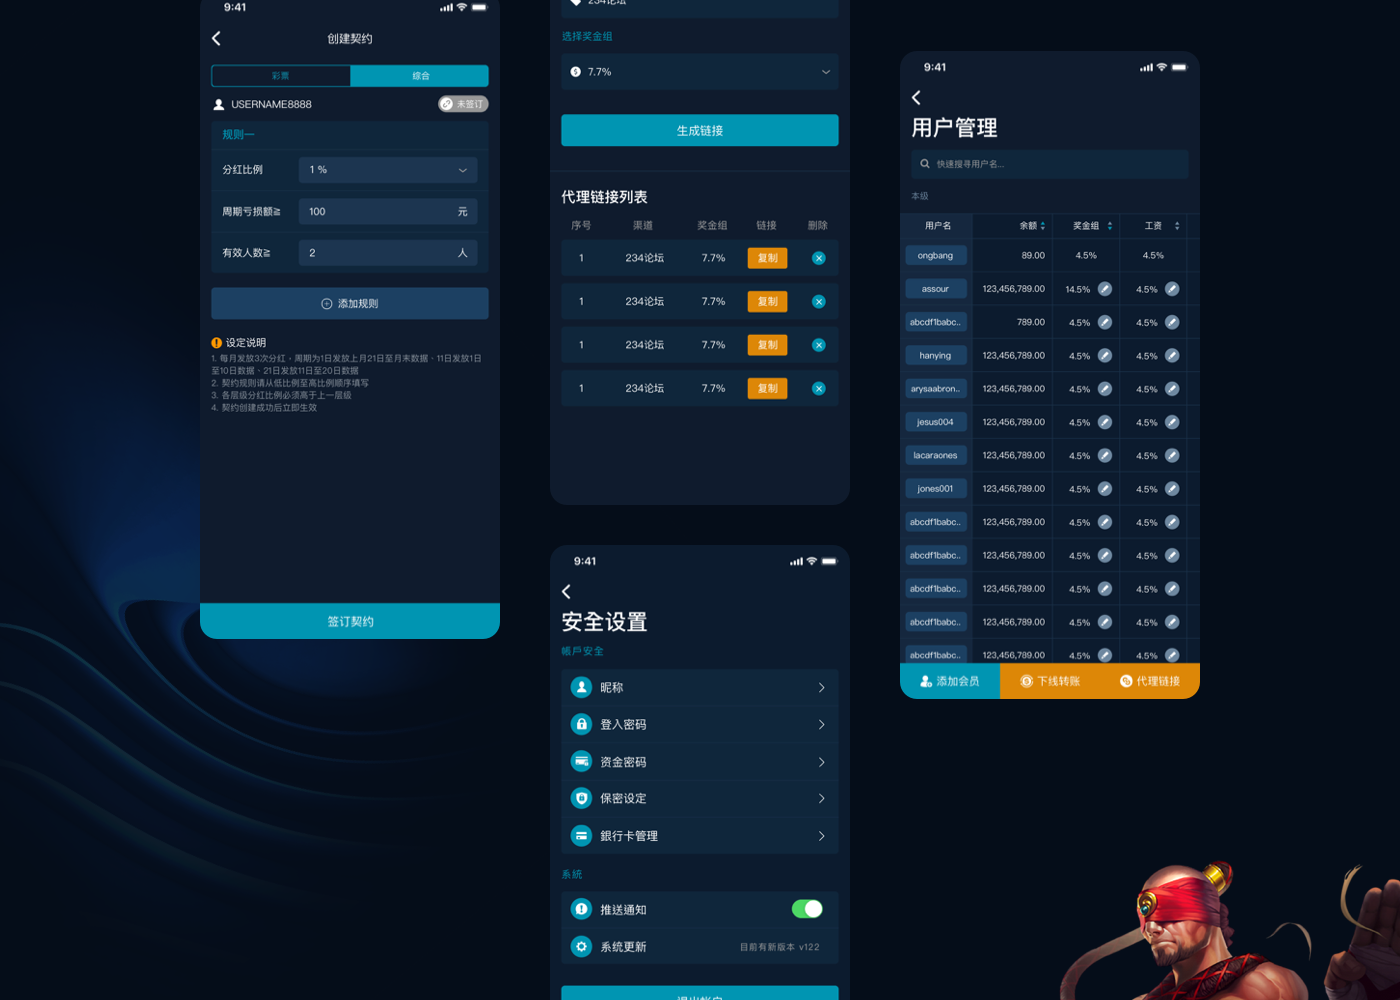 9:41
创建契约
彩票
综合
USERNAME8888
未签订
规则一
分红比例
1 %
周期亏损额≧
100
元
有效人数≧
2
人
添加规则
设定说明
1. 每月发放3次分红，周期为1日发放上月21日至月末数据、11日发放1日
至10日数据、21日发放11日至20日数据
2. 契约规则请从低比例至高比例顺序填写
3. 各层级分红比例必须高于上一层级
4. 契约创建成功后立即生效
签订契约
234论坛
选择奖金组
7.7%
生成链接
代理链接列表
序号 渠道 奖金组 链接 删除
1 234论坛 7.7% 复制
1 234论坛 7.7% 复制
1 234论坛 7.7% 复制
1 234论坛 7.7% 复制
9:41
安全设置
帳戶安全
昵称
登入密码
资金密码
保密设定
銀行卡管理
系統
推送通知
系统更新
目前有新版本 v122
退出帐户
9:41
用户管理
快速搜寻用户名...
本级
用户名 余额 奖金组 工资
ongbang 89.00 4.5% 4.5%
assour 123,456,789.00 14.5% 4.5%
abcdf1babc.. 789.00 4.5% 4.5%
hanying 123,456,789.00 4.5% 4.5%
arysaabron.. 123,456,789.00 4.5% 4.5%
jesus004 123,456,789.00 4.5% 4.5%
lacaraones 123,456,789.00 4.5% 4.5%
jones001 123,456,789.00 4.5% 4.5%
abcdf1babc.. 123,456,789.00 4.5% 4.5%
abcdf1babc.. 123,456,789.00 4.5% 4.5%
abcdf1babc.. 123,456,789.00 4.5% 4.5%
abcdf1babc.. 123,456,789.00 4.5% 4.5%
abcdf1babc.. 123,456,789.00 4.5% 4.5%
添加会员
下线转账
代理链接